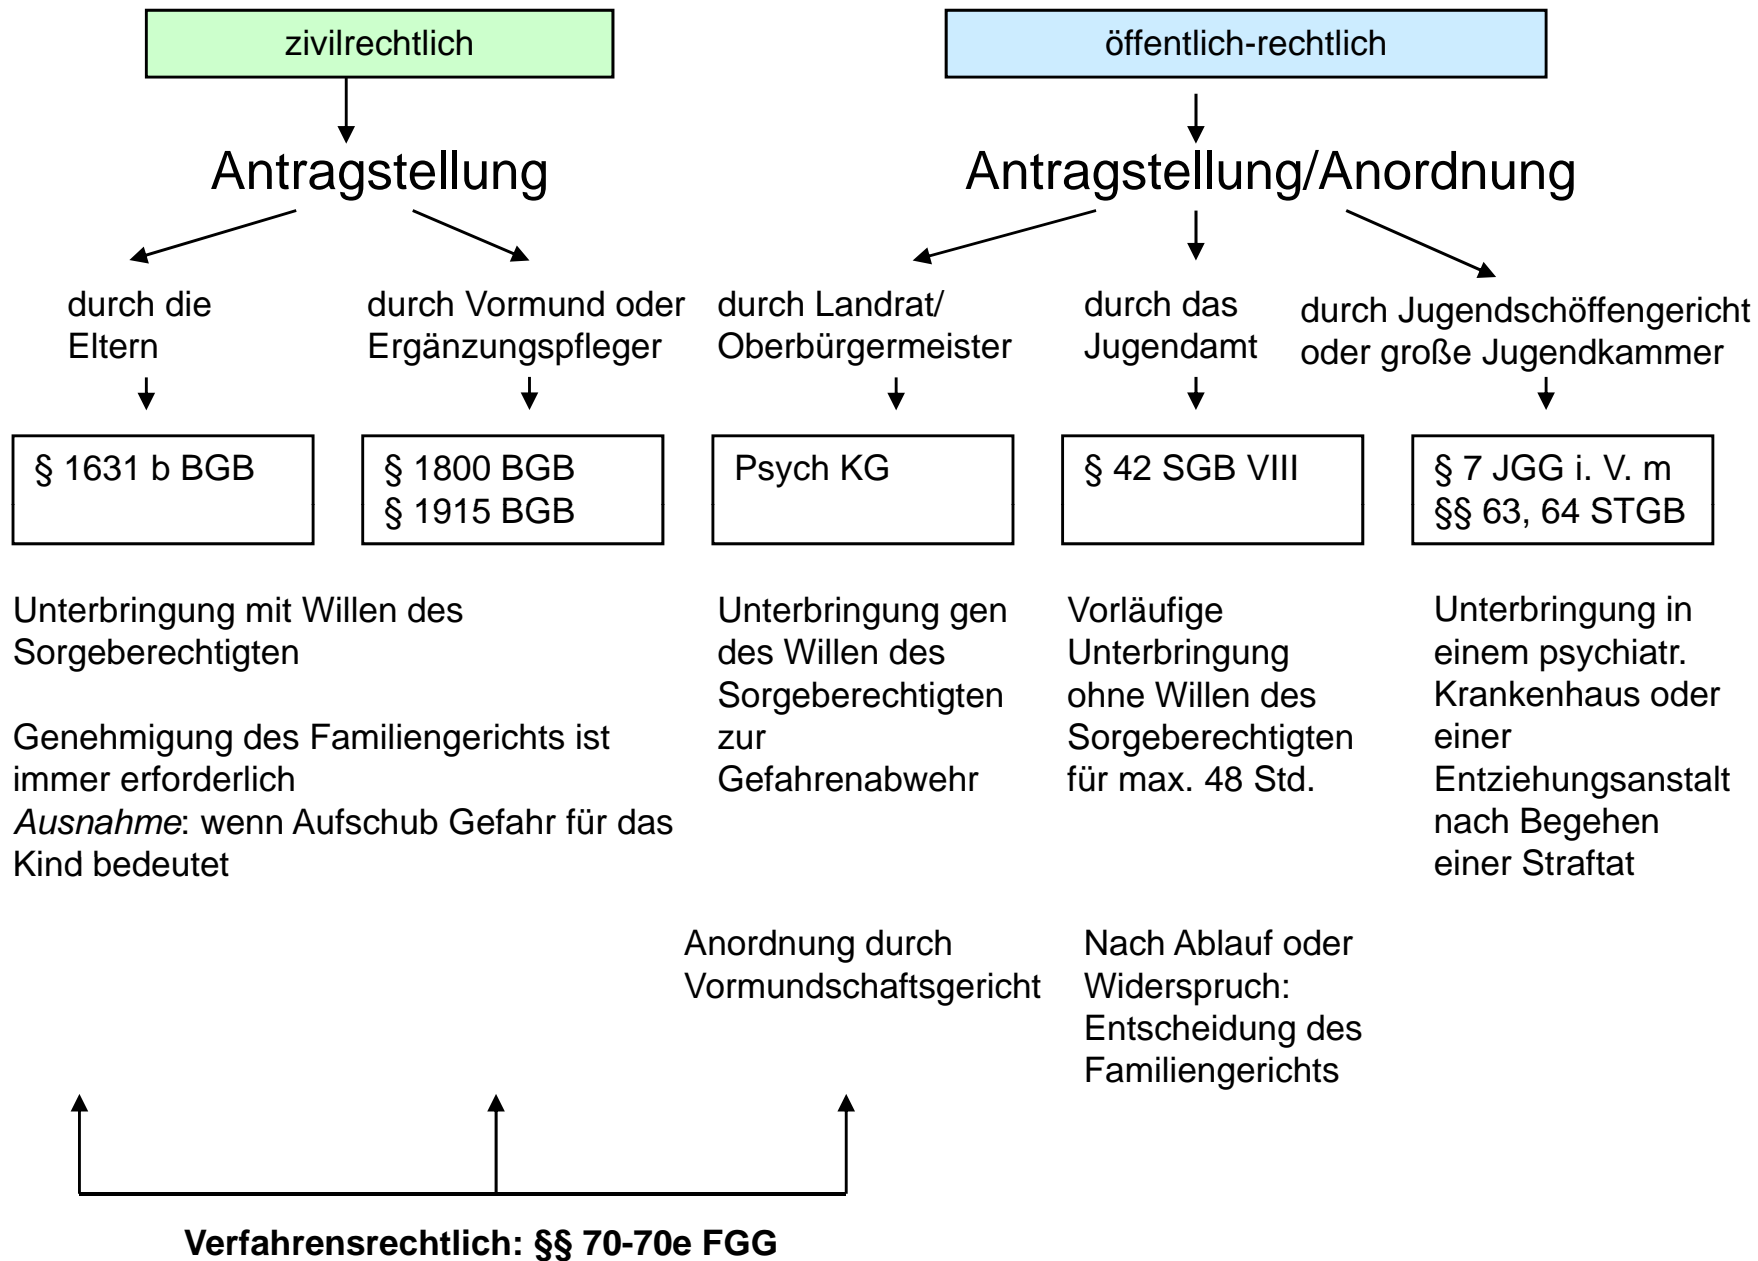 zivilrechtlich
öffentlich-rechtlich
Antragstellung
Antragstellung/Anordnung
durch die
Eltern
durch Vormund oder
Ergänzungspfleger
durch Landrat/
Oberbürgermeister
durch das
Jugendamt
durch Jugendschöffengericht
oder große Jugendkammer
§ 1631 b BGB
§ 1800 BGB
§ 1915 BGB
Psych KG
§ 42 SGB VIII
§ 7 JGG i. V. m
§§ 63, 64 STGB
Unterbringung mit Willen des
Sorgeberechtigten
Genehmigung des Familiengerichts ist
immer erforderlich
Ausnahme: wenn Aufschub Gefahr für das
Kind bedeutet
Unterbringung gen
des Willen des
Sorgeberechtigten
zur
Gefahrenabwehr
Vorläufige
Unterbringung
ohne Willen des
Sorgeberechtigten
für max. 48 Std.
Unterbringung in
einem psychiatr.
Krankenhaus oder
einer
Entziehungsanstalt
nach Begehen
einer Straftat
Anordnung durch
Vormundschaftsgericht
Nach Ablauf oder
Widerspruch:
Entscheidung des
Familiengerichts
Verfahrensrechtlich: §§ 70-70e FGG